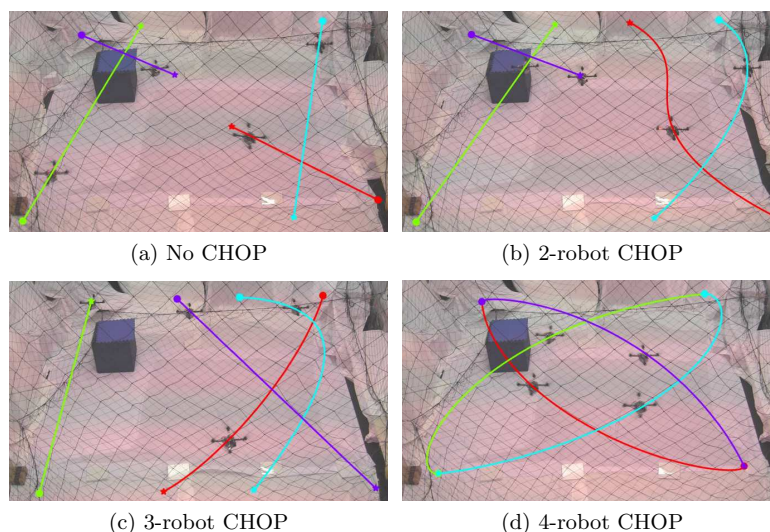 (a) No CHOP
(b) 2-robot CHOP
(c) 3-robot CHOP
(d) 4-robot CHOP